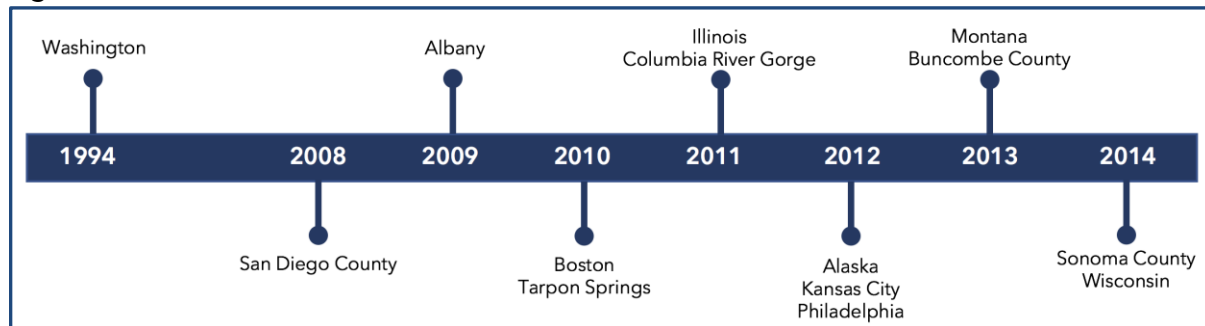 Washington
Albany
Illinois
Columbia River Gorge
Montana
Buncombe County
1994 2008 2009 2010 2011 2012 2013 2014
San Diego County
Boston
Tarpon Springs
Alaska
Kansas City
Philadelphia
Sonoma County
Wisconsin